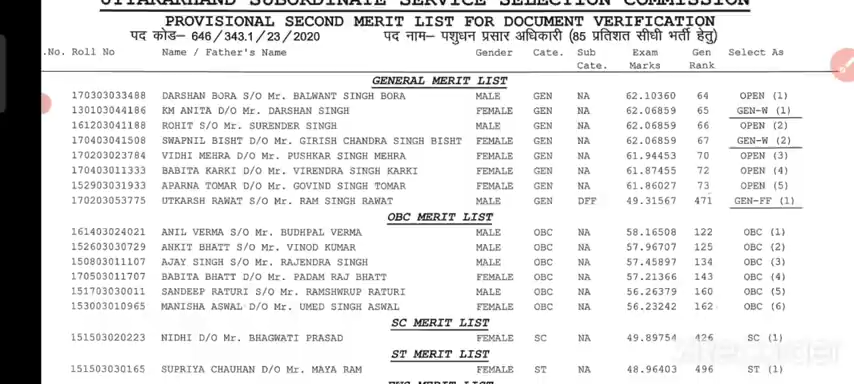 UTTARAKHAND SUBORDINATE SERVICE SELECTION COMMISSION
PROVISIONAL SECOND MERIT LIST FOR DOCUMENT VERIFICATION
पद कोड– 646/343.1/23/2020 पद नाम– पशुधन प्रसार अधिकारी (85 प्रतिशत सीधी भर्ती हेतु)
.No. Roll No Name / Father's Name Gender Cate. Sub Cate. Exam Marks Gen Rank Select As
GENERAL MERIT LIST
170303033488 DARSHAN BORA S/O Mr. BALWANT SINGH BORA MALE GEN NA 62.10360 64 OPEN (1)
130103044186 KM ANITA D/O Mr. DARSHAN SINGH FEMALE GEN NA 62.06859 65 GEN-W (1)
161203041188 ROHIT S/O Mr. SURENDER SINGH MALE GEN NA 62.06859 66 OPEN (2)
170403041508 SWAPNIL BISHT D/O Mr. GIRISH CHANDRA SINGH BISHT FEMALE GEN NA 62.06859 67 GEN-W (2)
170203023784 VIDHI MEHRA D/O Mr. PUSHKAR SINGH MEHRA FEMALE GEN NA 61.94453 70 OPEN (3)
170403011333 BABITA KARKI D/O Mr. VIRENDRA SINGH KARKI FEMALE GEN NA 61.87455 72 OPEN (4)
152903031933 APARNA TOMAR D/O Mr. GOVIND SINGH TOMAR FEMALE GEN NA 61.86027 73 OPEN (5)
170203053775 UTKARSH RAWAT S/O Mr. RAM SINGH RAWAT MALE GEN DFF 49.31567 471 GEN-FF (1)
OBC MERIT LIST
161403024021 ANIL VERMA S/O Mr. BUDHPAL VERMA MALE OBC NA 58.16508 122 OBC (1)
152603030729 ANKIT BHATT S/O Mr. VINOD KUMAR MALE OBC NA 57.96707 125 OBC (2)
150803011107 AJAY SINGH S/O Mr. RAJENDRA SINGH MALE OBC NA 57.45897 134 OBC (3)
170503011707 BABITA BHATT D/O Mr. PADAM RAJ BHATT FEMALE OBC NA 57.21366 143 OBC (4)
151703030011 SANDEEP RATURI S/O Mr. RAMSHWRUP RATURI MALE OBC NA 56.26379 160 OBC (5)
153003010965 MANISHA ASWAL D/O Mr. UMED SINGH ASWAL FEMALE OBC NA 56.23242 162 OBC (6)
SC MERIT LIST
151503020223 NIDHI D/O Mr. BHAGWATI PRASAD FEMALE SC NA 49.89754 426 SC (1)
ST MERIT LIST
151503030165 SUPRIYA CHAUHAN D/O Mr. MAYA RAM FEMALE ST NA 48.96403 496 ST (1)